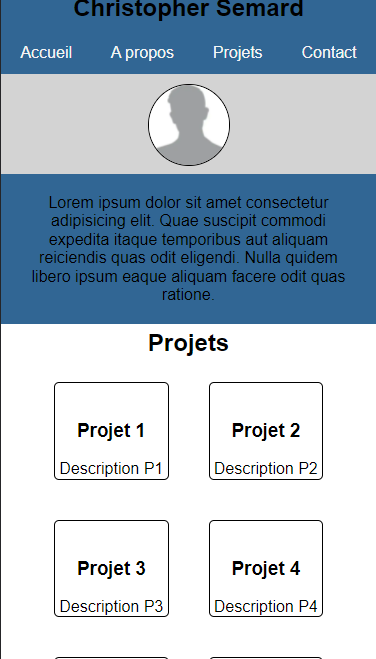 Christopher Semard
Accueil A propos Projets Contact
Lorem ipsum dolor sit amet consectetur
adipisicing elit. Quae suscipit commodi
expedita itaque temporibus aut aliquam
reiciendis quas odit eligendi. Nulla quidem
libero ipsum eaque aliquam facere odit quas
ratione.
Projets
Projet 1 Projet 2
Description P1 Description P2
Projet 3 Projet 4
Description P3 Description P4